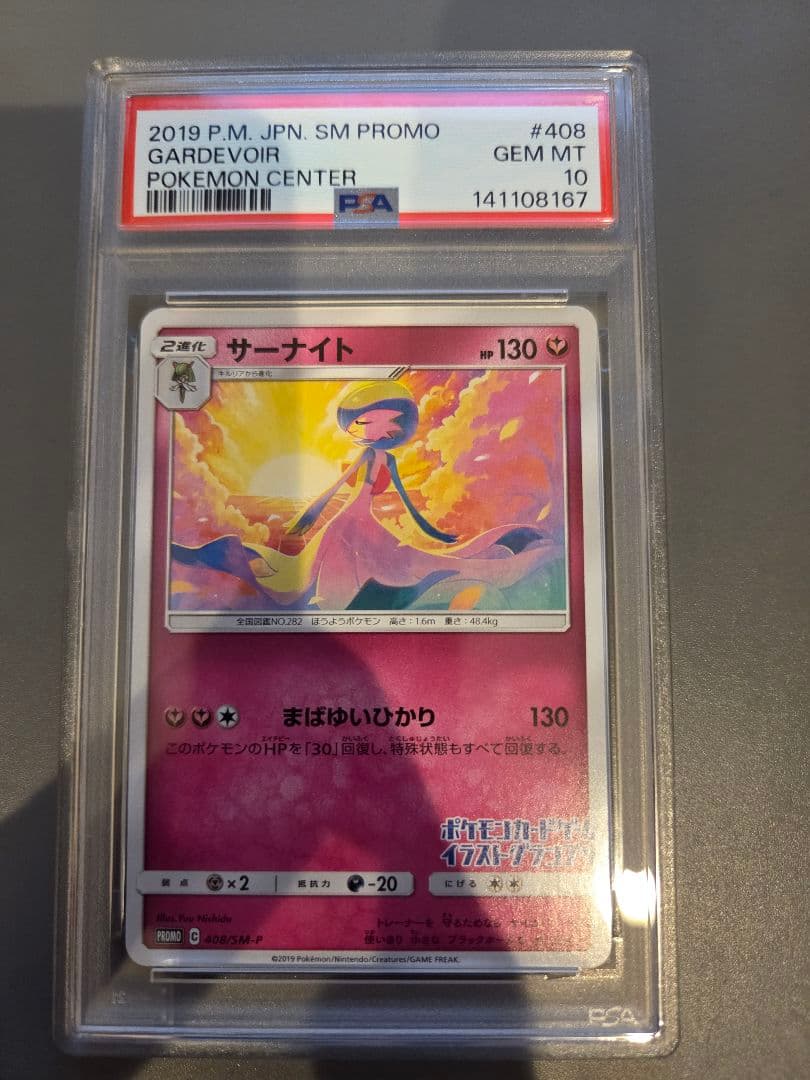 2019 P.M. JPN. SM PROMO #408
GARDEVOIR GEM MT
POKEMON CENTER 10
PSA 141108167
2進化 サーナイト HP 130
キルリアから進化
全国図鑑NO.282 ほうようポケモン 高さ：1.6m 重さ：48.4kg
まばゆいひかり 130
このポケモンのHPを「30」回復し、特殊状態もすべて回復する。
ポケモンカードゲーム
イラストグランプリ
弱点 ×2 抵抗力 -20 にげる
Illus. You Nishida
トレーナーを
PROMO C 408/SM-P
©2019 Pokémon/Nintendo/Creatures/GAME FREAK.
PSA